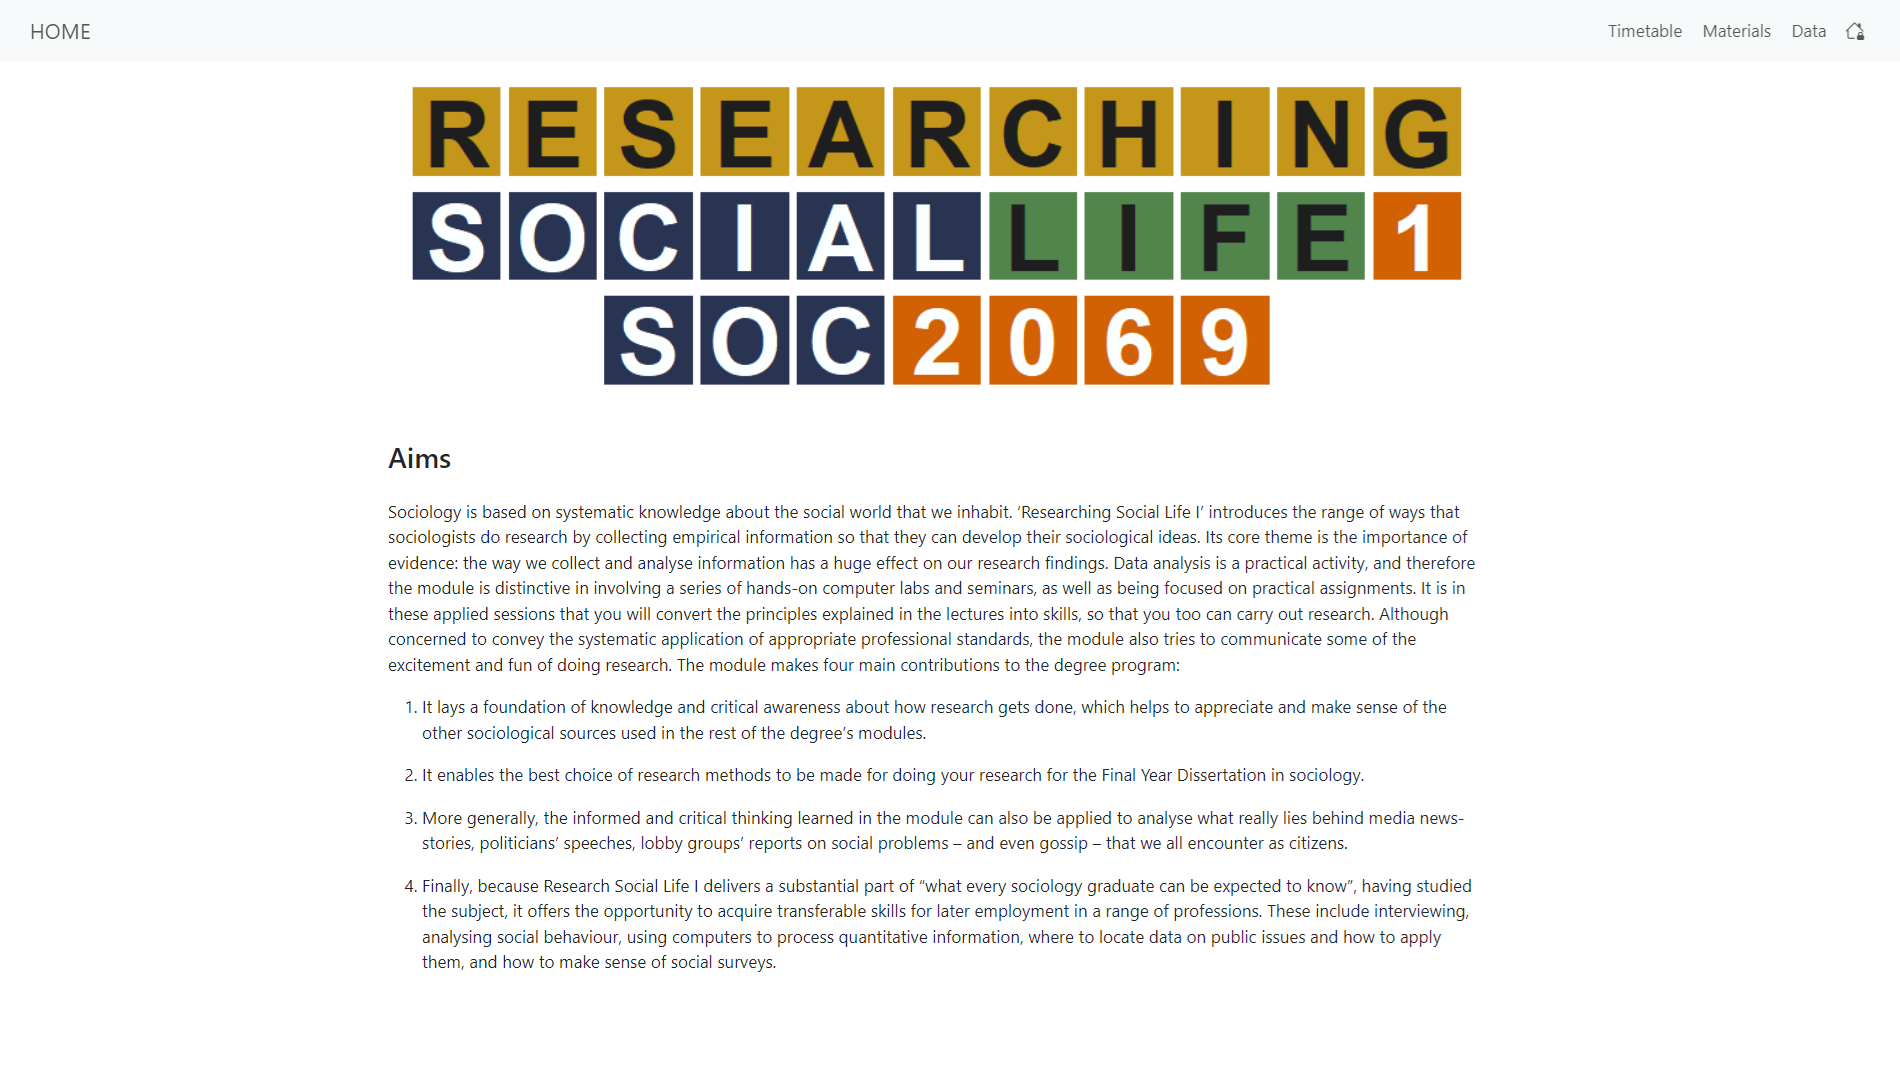 HOME
Timetable Materials Data
RESEARCHING
SOCIAL LIFE 1
SOC2069
Aims
Sociology is based on systematic knowledge about the social world that we inhabit. ‘Researching Social Life I’ introduces the range of ways that
sociologists do research by collecting empirical information so that they can develop their sociological ideas. Its core theme is the importance of
evidence: the way we collect and analyse information has a huge effect on our research findings. Data analysis is a practical activity, and therefore
the module is distinctive in involving a series of hands-on computer labs and seminars, as well as being focused on practical assignments. It is in
these applied sessions that you will convert the principles explained in the lectures into skills, so that you too can carry out research. Although
concerned to convey the systematic application of appropriate professional standards, the module also tries to communicate some of the
excitement and fun of doing research. The module makes four main contributions to the degree program:
1. It lays a foundation of knowledge and critical awareness about how research gets done, which helps to appreciate and make sense of the
other sociological sources used in the rest of the degree’s modules.
2. It enables the best choice of research methods to be made for doing your research for the Final Year Dissertation in sociology.
3. More generally, the informed and critical thinking learned in the module can also be applied to analyse what really lies behind media news-
stories, politicians’ speeches, lobby groups’ reports on social problems – and even gossip – that we all encounter as citizens.
4. Finally, because Research Social Life I delivers a substantial part of “what every sociology graduate can be expected to know”, having studied
the subject, it offers the opportunity to acquire transferable skills for later employment in a range of professions. These include interviewing,
analysing social behaviour, using computers to process quantitative information, where to locate data on public issues and how to apply
them, and how to make sense of social surveys.